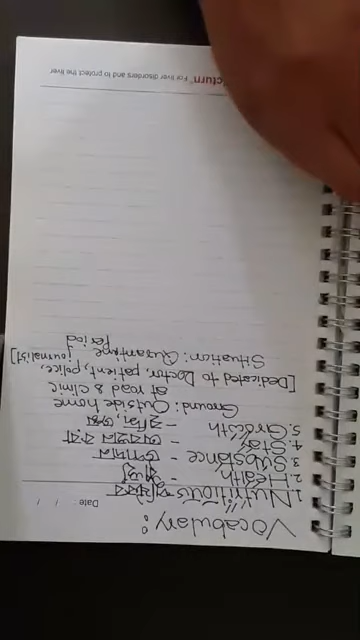 Date : / /
Vocabulary:
1. Nutritious - পুষ্টিকর
2. Health - স্বাস্থ্য
3. Substance - উপাদান
4. Stay - অবস্থান করা
5. Growth - বৃদ্ধি,
Ground: Outside home
at road & clinic
[Dedicated to Doctor, patient, police,
journalist]
Situation: Quarantine
period
For liver disorders and to protect the liver